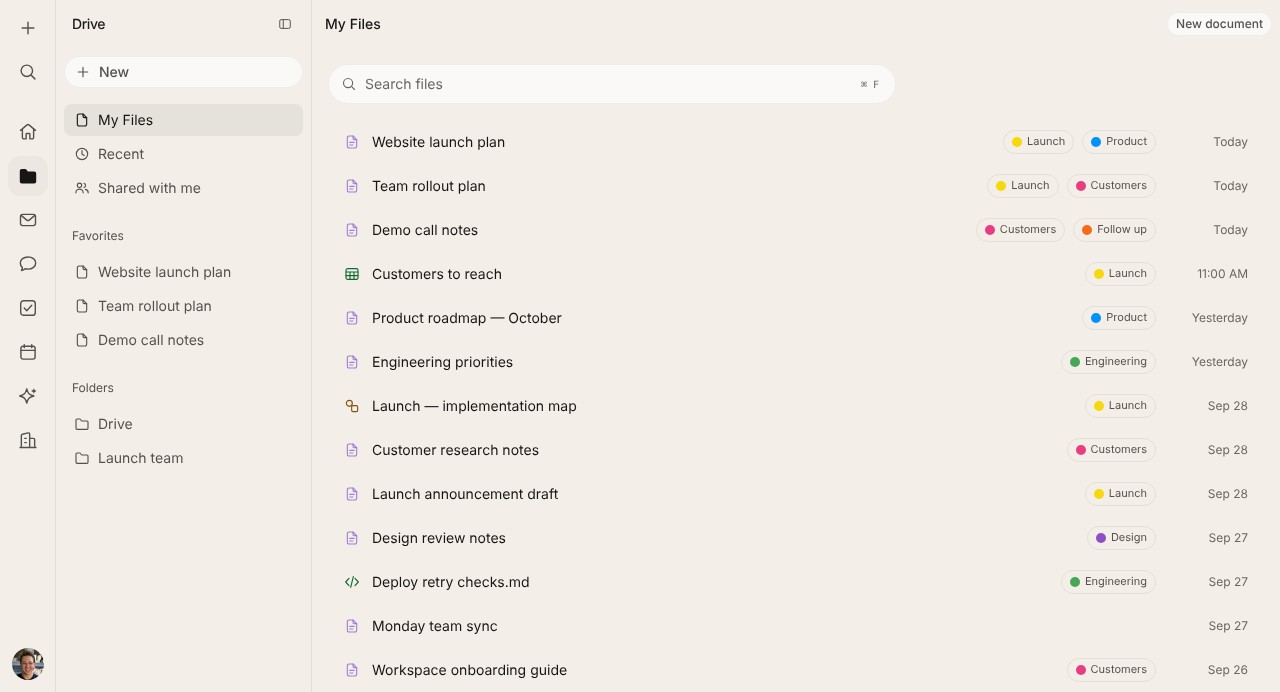 Drive
New
My Files
Recent
Shared with me
Favorites
Website launch plan
Team rollout plan
Demo call notes
Folders
Drive
Launch team
My Files
New document
Search files ⌘ F
Website launch plan Launch Product Today
Team rollout plan Launch Customers Today
Demo call notes Customers Follow up Today
Customers to reach Launch 11:00 AM
Product roadmap — October Product Yesterday
Engineering priorities Engineering Yesterday
Launch — implementation map Launch Sep 28
Customer research notes Customers Sep 28
Launch announcement draft Launch Sep 28
Design review notes Design Sep 27
Deploy retry checks.md Engineering Sep 27
Monday team sync Sep 27
Workspace onboarding guide Customers Sep 26